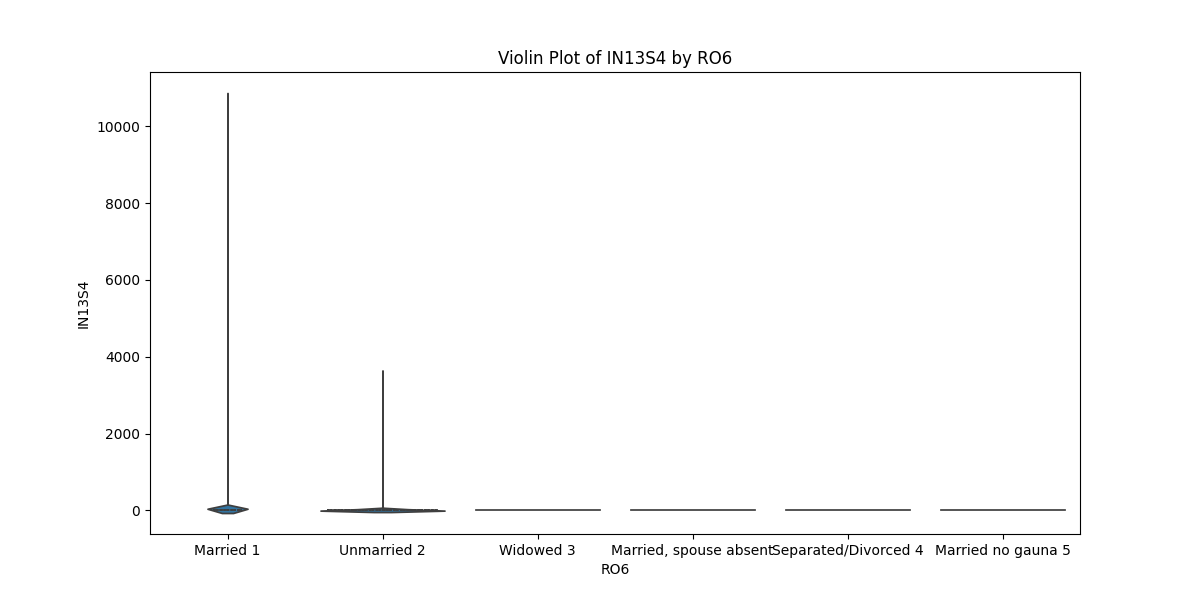 Violin Plot of IN13S4 by RO6
IN13S4
10000
8000
6000
4000
2000
0
Married 1
Unmarried 2
Widowed 3
Married, spouse absent
Separated/Divorced 4
Married no gauna 5
RO6